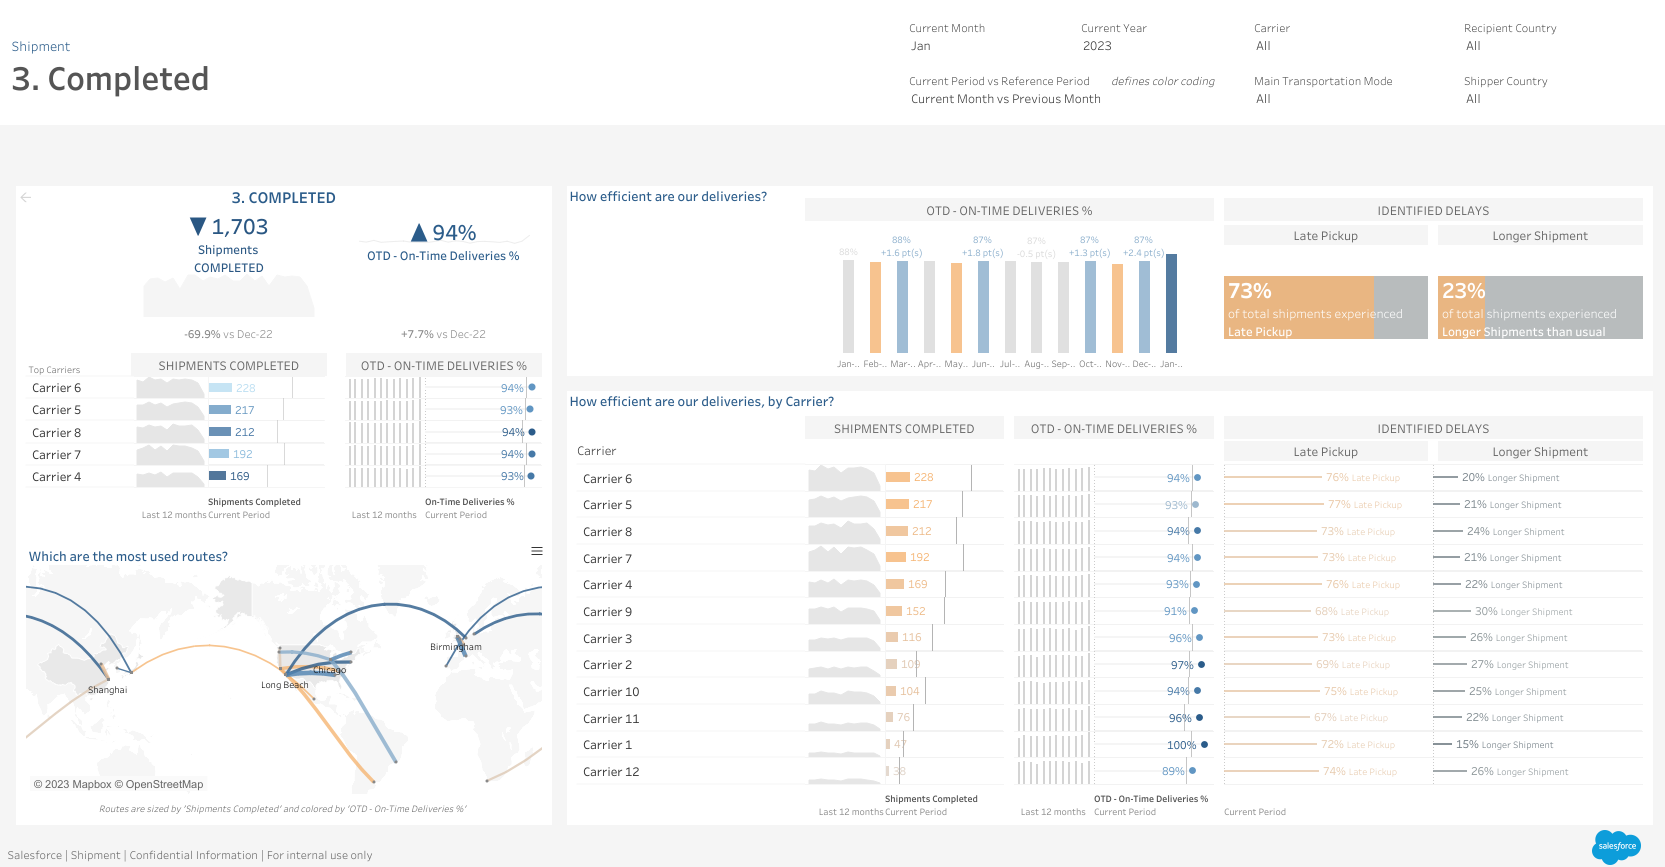 Shipment
3. Completed
Current Month
Jan
Current Year
2023
Carrier
All
Recipient Country
All
Current Period vs Reference Period
defines color coding
Current Month vs Previous Month
Main Transportation Mode
All
Shipper Country
All
3. COMPLETED
1,703
Shipments
COMPLETED
94%
OTD - On-Time Deliveries %
-69.9% vs Dec-22
+7.7% vs Dec-22
Top Carriers
SHIPMENTS COMPLETED
OTD - ON-TIME DELIVERIES %
Carrier 6 228 94%
Carrier 5 217 93%
Carrier 8 212 94%
Carrier 7 192 94%
Carrier 4 169 93%
Shipments Completed
On-Time Deliveries %
Last 12 months Current Period
Last 12 months Current Period
Which are the most used routes?
Birmingham
Chicago
Long Beach
Shanghai
© 2023 Mapbox © OpenStreetMap
Routes are sized by 'Shipments Completed' and colored by 'OTD - On-Time Deliveries %'
How efficient are our deliveries?
OTD - ON-TIME DELIVERIES %
88% 88% 87% 87% 87% 87%
+1.6 pt(s) +1.8 pt(s) -0.5 pt(s) +1.3 pt(s) +2.4 pt(s)
Jan-.. Feb-.. Mar-.. Apr-.. May.. Jun-.. Jul-.. Aug-.. Sep-.. Oct-.. Nov-.. Dec-.. Jan-..
IDENTIFIED DELAYS
Late Pickup
Longer Shipment
73%
of total shipments experienced
Late Pickup
23%
of total shipments experienced
Longer Shipments than usual
How efficient are our deliveries, by Carrier?
SHIPMENTS COMPLETED
OTD - ON-TIME DELIVERIES %
IDENTIFIED DELAYS
Carrier
Late Pickup
Longer Shipment
Carrier 6 228 94% 76% Late Pickup 20% Longer Shipment
Carrier 5 217 93% 77% Late Pickup 21% Longer Shipment
Carrier 8 212 94% 73% Late Pickup 24% Longer Shipment
Carrier 7 192 94% 73% Late Pickup 21% Longer Shipment
Carrier 4 169 93% 76% Late Pickup 22% Longer Shipment
Carrier 9 152 91% 68% Late Pickup 30% Longer Shipment
Carrier 3 116 96% 73% Late Pickup 26% Longer Shipment
Carrier 2 109 97% 69% Late Pickup 27% Longer Shipment
Carrier 10 104 94% 75% Late Pickup 25% Longer Shipment
Carrier 11 76 96% 67% Late Pickup 22% Longer Shipment
Carrier 1 47 100% 72% Late Pickup 15% Longer Shipment
Carrier 12 38 89% 74% Late Pickup 26% Longer Shipment
Shipments Completed
OTD - On-Time Deliveries %
Last 12 months Current Period
Last 12 months Current Period
Current Period
Salesforce | Shipment | Confidential Information | For internal use only
salesforce